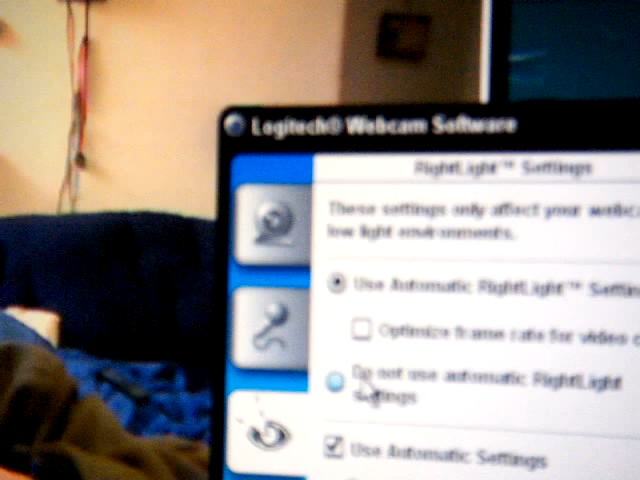 Logitech® Webcam Software
RightLight™ Settings
These settings only affect your webca
low light environments.
Use Automatic RightLight™ Settin
Optimize frame rate for video c
Do not use automatic RightLight
settings
Use Automatic Settings